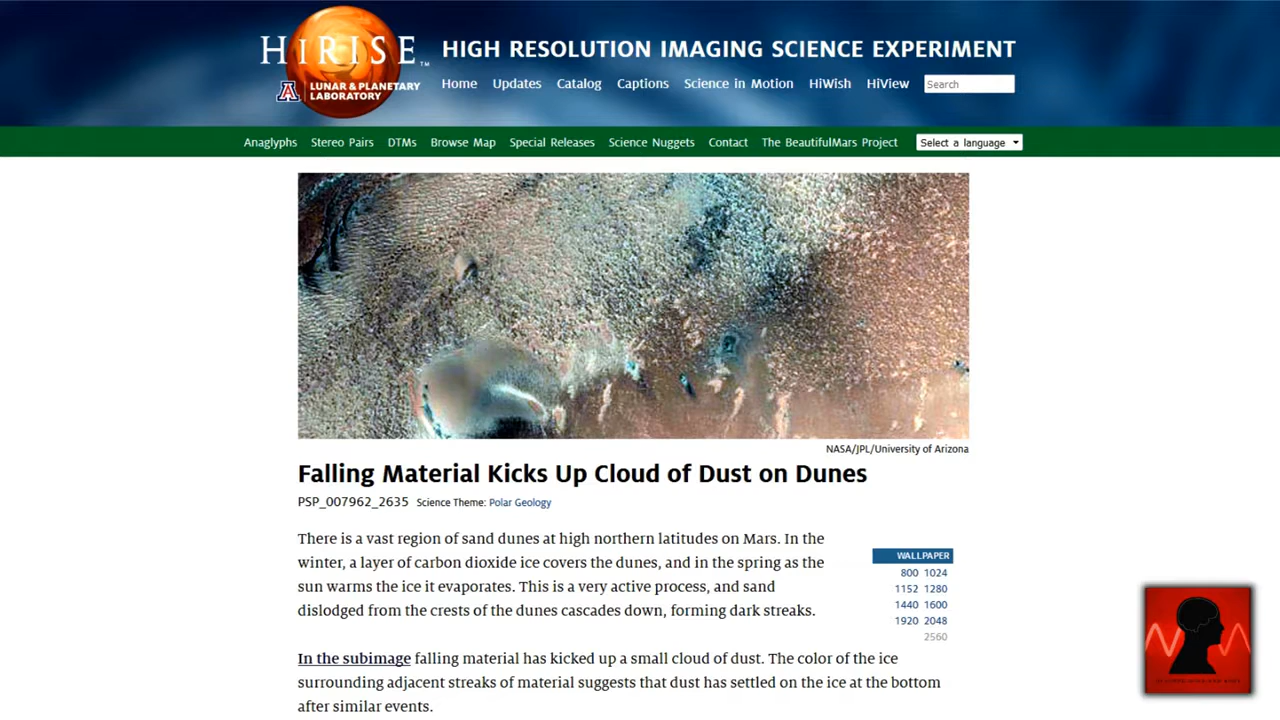 HiRISE™
LUNAR & PLANETARY
LABORATORY
HIGH RESOLUTION IMAGING SCIENCE EXPERIMENT
Home Updates Catalog Captions Science in Motion HiWish HiView Search
Anaglyphs Stereo Pairs DTMs Browse Map Special Releases Science Nuggets Contact The BeautifulMars Project Select a language
NASA/JPL/University of Arizona
Falling Material Kicks Up Cloud of Dust on Dunes
PSP_007962_2635 Science Theme: Polar Geology
There is a vast region of sand dunes at high northern latitudes on Mars. In the
winter, a layer of carbon dioxide ice covers the dunes, and in the spring as the
sun warms the ice it evaporates. This is a very active process, and sand
dislodged from the crests of the dunes cascades down, forming dark streaks.
WALLPAPER
800 1024
1152 1280
1440 1600
1920 2048
2560
In the subimage falling material has kicked up a small cloud of dust. The color of the ice
surrounding adjacent streaks of material suggests that dust has settled on the ice at the bottom
after similar events.